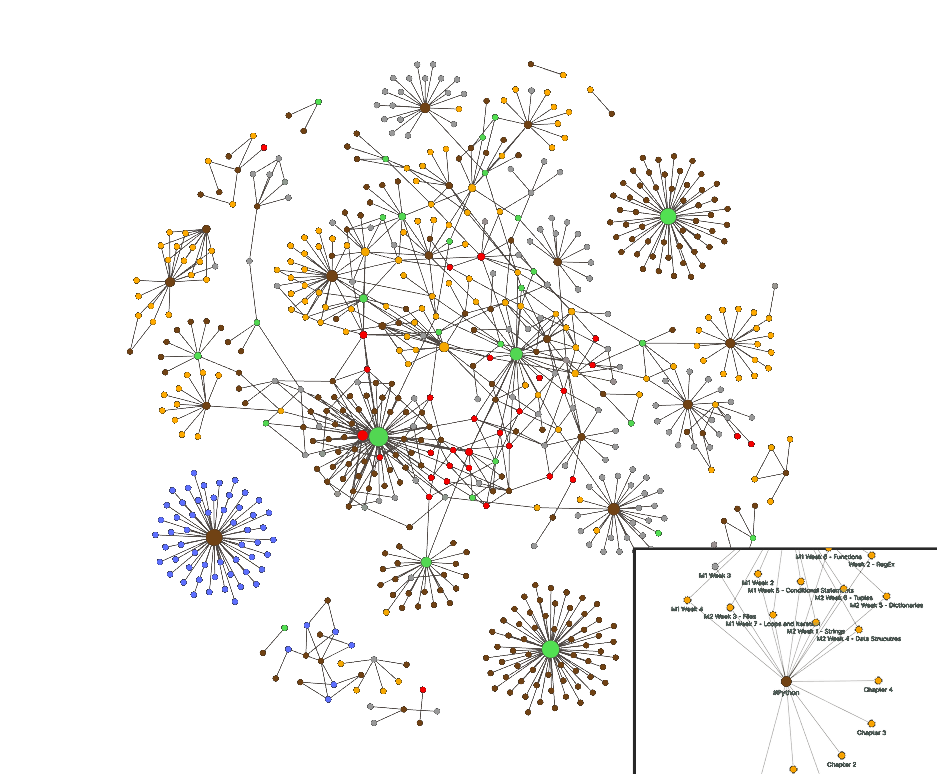 M1 Week 6 - Functions
Week 2 - RegEx
M1 Week 3
M1 Week 2
M1 Week 5 - Conditional Statements
M2 Week 6 - Tuples
M2 Week 5 - Dictionaries
M1 Week 4
M2 Week 3 - Files
M1 Week 7 - Loops and Iterations
M2 Week 1 - Strings
M2 Week 4 - Data Structures
#Python
Chapter 4
Chapter 3
Chapter 2